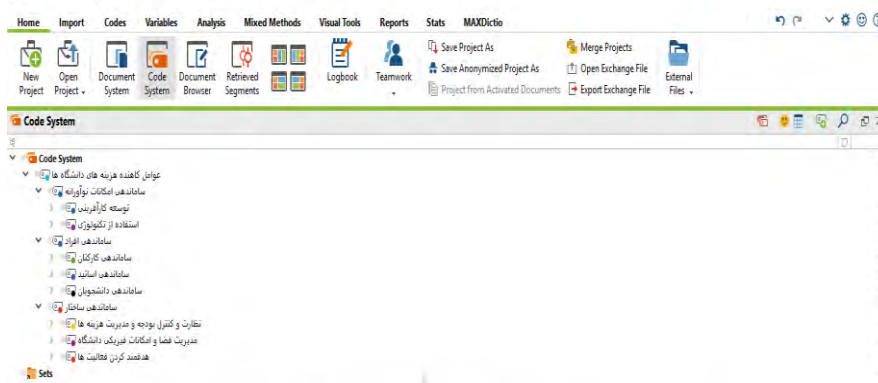 Home Import Codes Variables Analysis Mixed Methods Visual Tools Reports Stats MAXDictio
New Project
Open Project
Document System
Code System
Document Browser
Retrieved Segments
Logbook
Teamwork
Save Project As
Save Anonymized Project As
Project from Activated Documents
Merge Projects
Open Exchange File
Export Exchange File
External Files
Code System
Code System
عوامل کاهنده هزینه های دانشگاه ها
ساماندهی امکانات نوآورانه
توسعه کارآفرینی
استفاده از تکنولوژی
ساماندهی افراد
ساماندهی کارکنان
ساماندهی اساتید
ساماندهی دانشجویان
ساماندهی ساختار
نظارت و کنترل بودجه و مدیریت هزینه ها
مدیریت فضا و امکانات فیزیکی دانشگاه
هدفمند کردن فعالیت ها
Sets